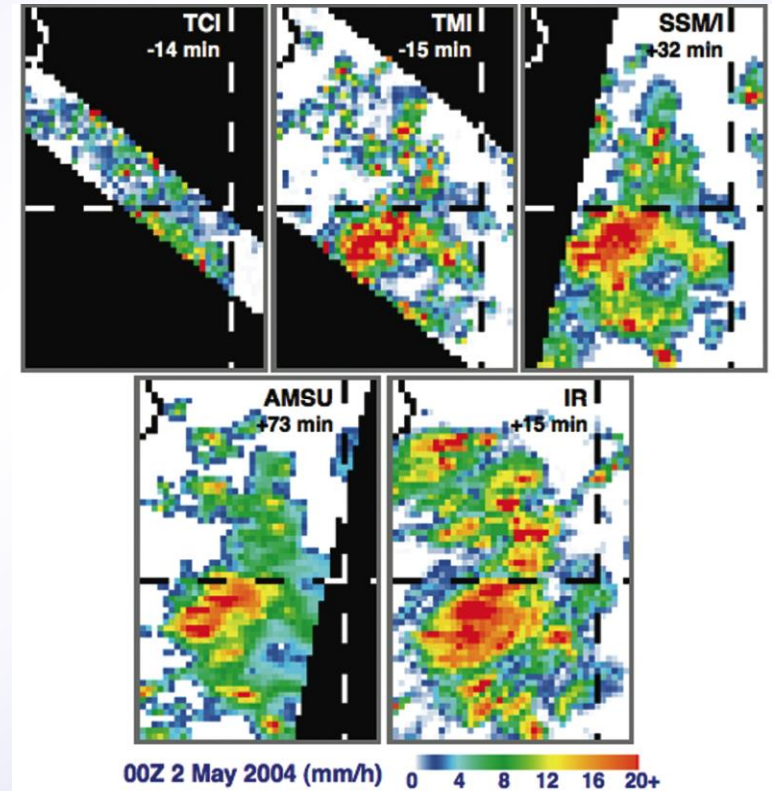 TCI
-14 min
TMI
-15 min
SSM/I
+32 min
AMSU
+73 min
IR
+15 min
00Z 2 May 2004 (mm/h) 0 4 8 12 16 20+